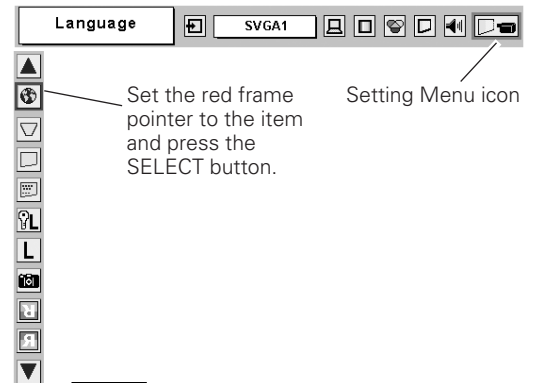 Language
SVGA1
Setting Menu icon
Set the red frame
pointer to the item
and press the
SELECT button.
L
L
R
R